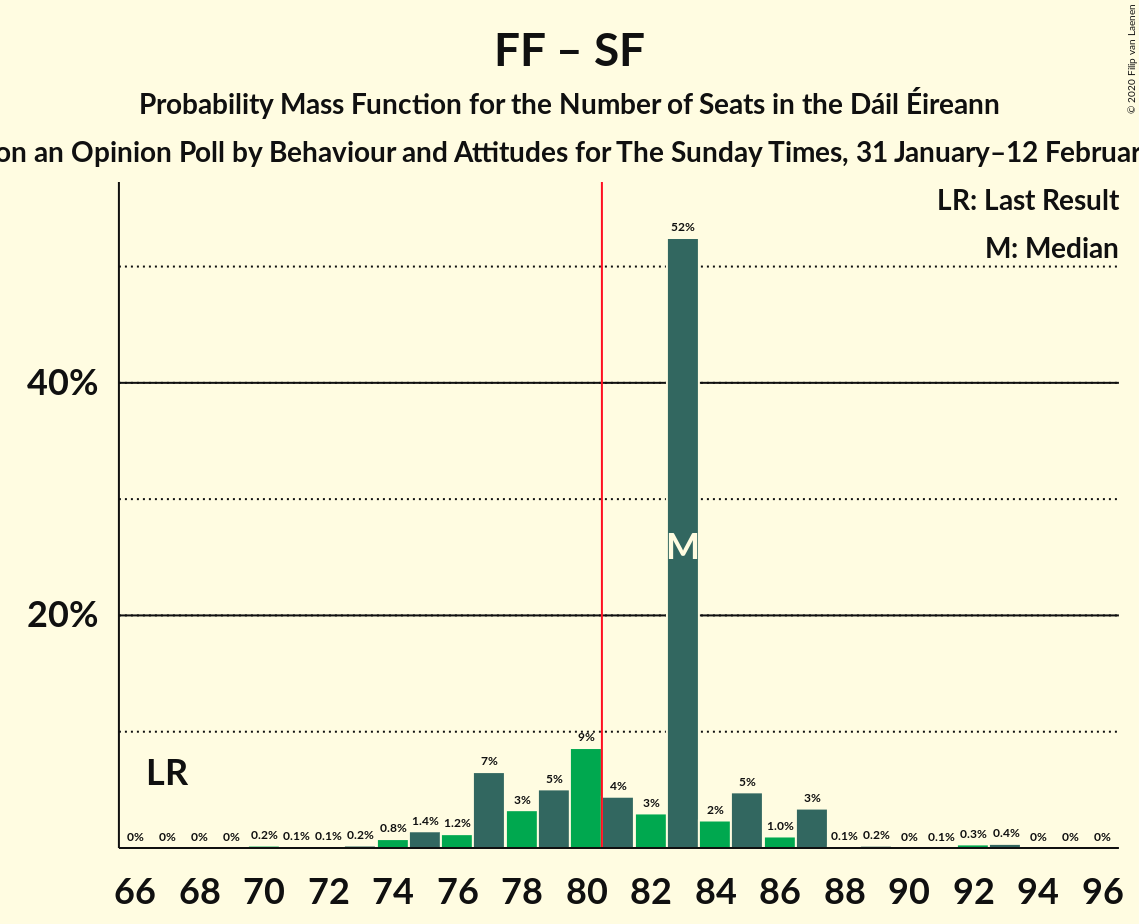 FF – SF
Probability Mass Function for the Number of Seats in the Dáil Éireann
on an Opinion Poll by Behaviour and Attitudes for The Sunday Times, 31 January–12 Februar
© 2020 Filip van Laenen
LR: Last Result
M: Median
40%
20%
LR
M
0% 0% 0% 0% 0.2% 0.1% 0.1% 0.2% 0.8% 1.4% 1.2% 7% 3% 5% 9% 4% 3% 52% 2% 5% 1.0% 3% 0.1% 0.2% 0% 0.1% 0.3% 0.4% 0% 0% 0%
66 68 70 72 74 76 78 80 82 84 86 88 90 92 94 96